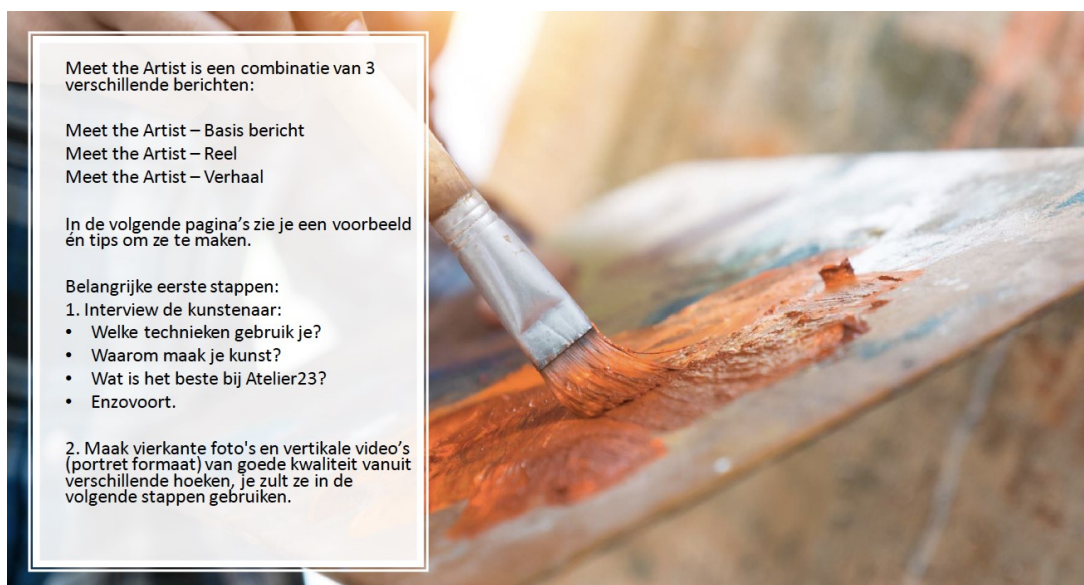 Meet the Artist is een combinatie van 3
verschillende berichten:
Meet the Artist – Basis bericht
Meet the Artist – Reel
Meet the Artist – Verhaal
In de volgende pagina’s zie je een voorbeeld
én tips om ze te maken.
Belangrijke eerste stappen:
1. Interview de kunstenaar:
• Welke technieken gebruik je?
• Waarom maak je kunst?
• Wat is het beste bij Atelier23?
• Enzovoort.
2. Maak vierkante foto's en vertikale video’s
(portret formaat) van goede kwaliteit vanuit
verschillende hoeken, je zult ze in de
volgende stappen gebruiken.